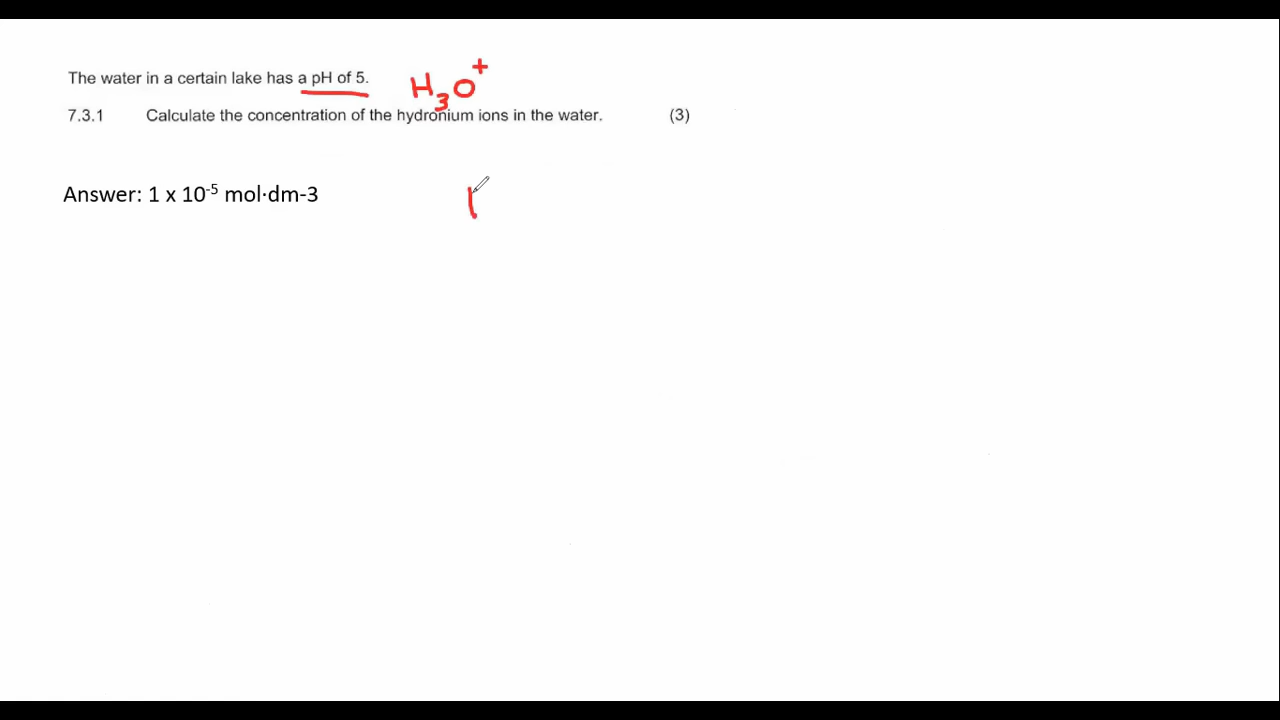 The water in a certain lake has a pH of 5. H₃O⁺
7.3.1 Calculate the concentration of the hydronium ions in the water. (3)
Answer: 1 x 10⁻⁵ mol·dm-3